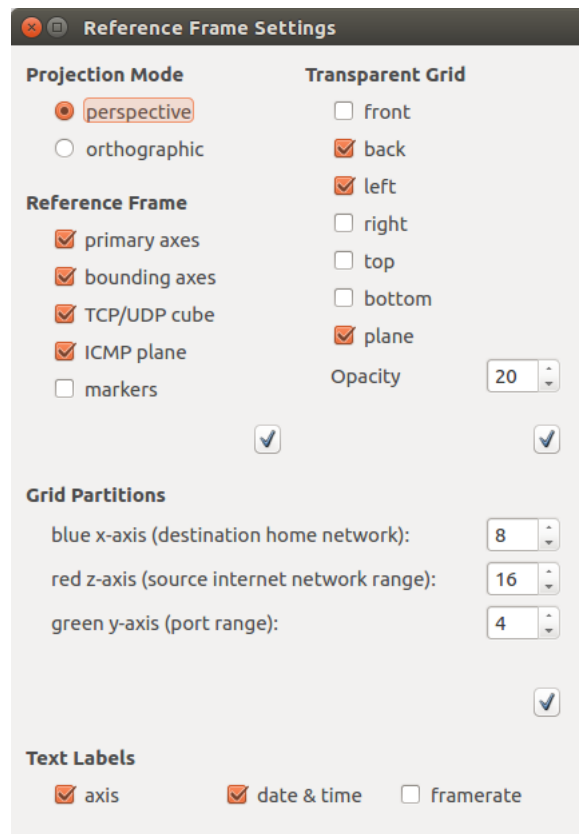 Reference Frame Settings
Projection Mode
perspective
orthographic
Reference Frame
primary axes
bounding axes
TCP/UDP cube
ICMP plane
markers
Transparent Grid
front
back
left
right
top
bottom
plane
Opacity 20
Grid Partitions
blue x-axis (destination home network): 8
red z-axis (source internet network range): 16
green y-axis (port range): 4
Text Labels
axis date & time framerate